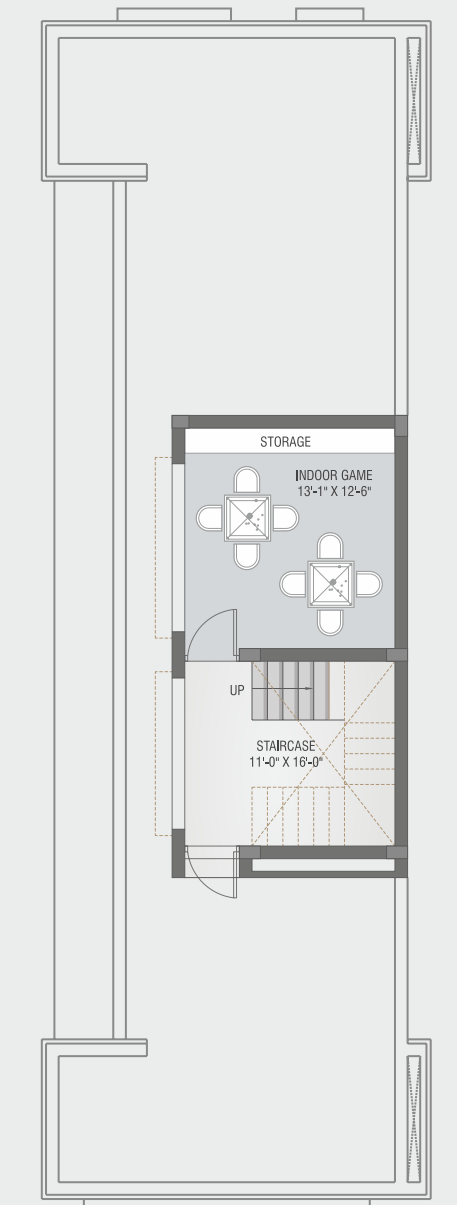 STORAGE
INDOOR GAME
13'-1" X 12'-6"
UP
STAIRCASE
11'-0" X 16'-0"